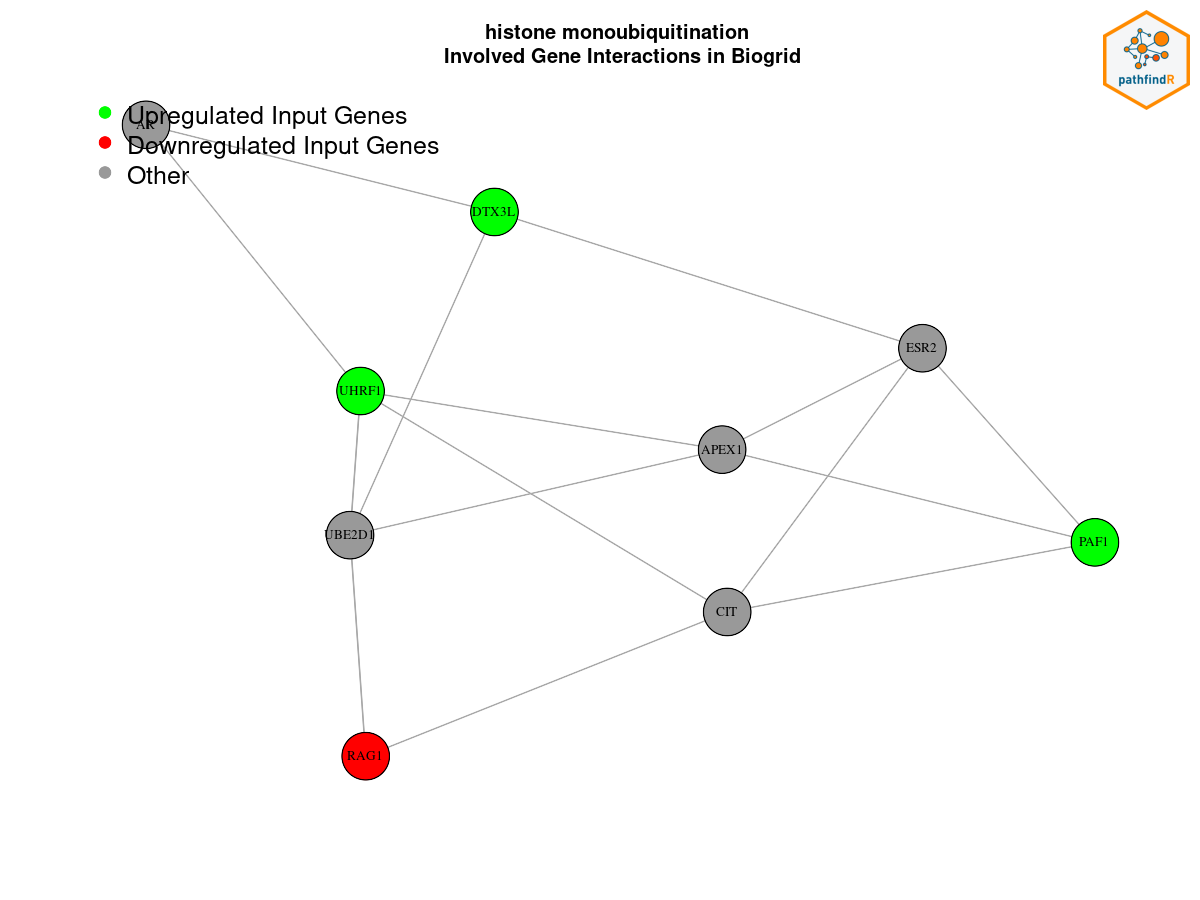 histone monoubiquitination
Involved Gene Interactions in Biogrid
pathfindR
Upregulated Input Genes
AR
Downregulated Input Genes
Other
DTX3L
ESR2
UHRF1
APEX1
UBE2D1
PAF1
CIT
RAG1